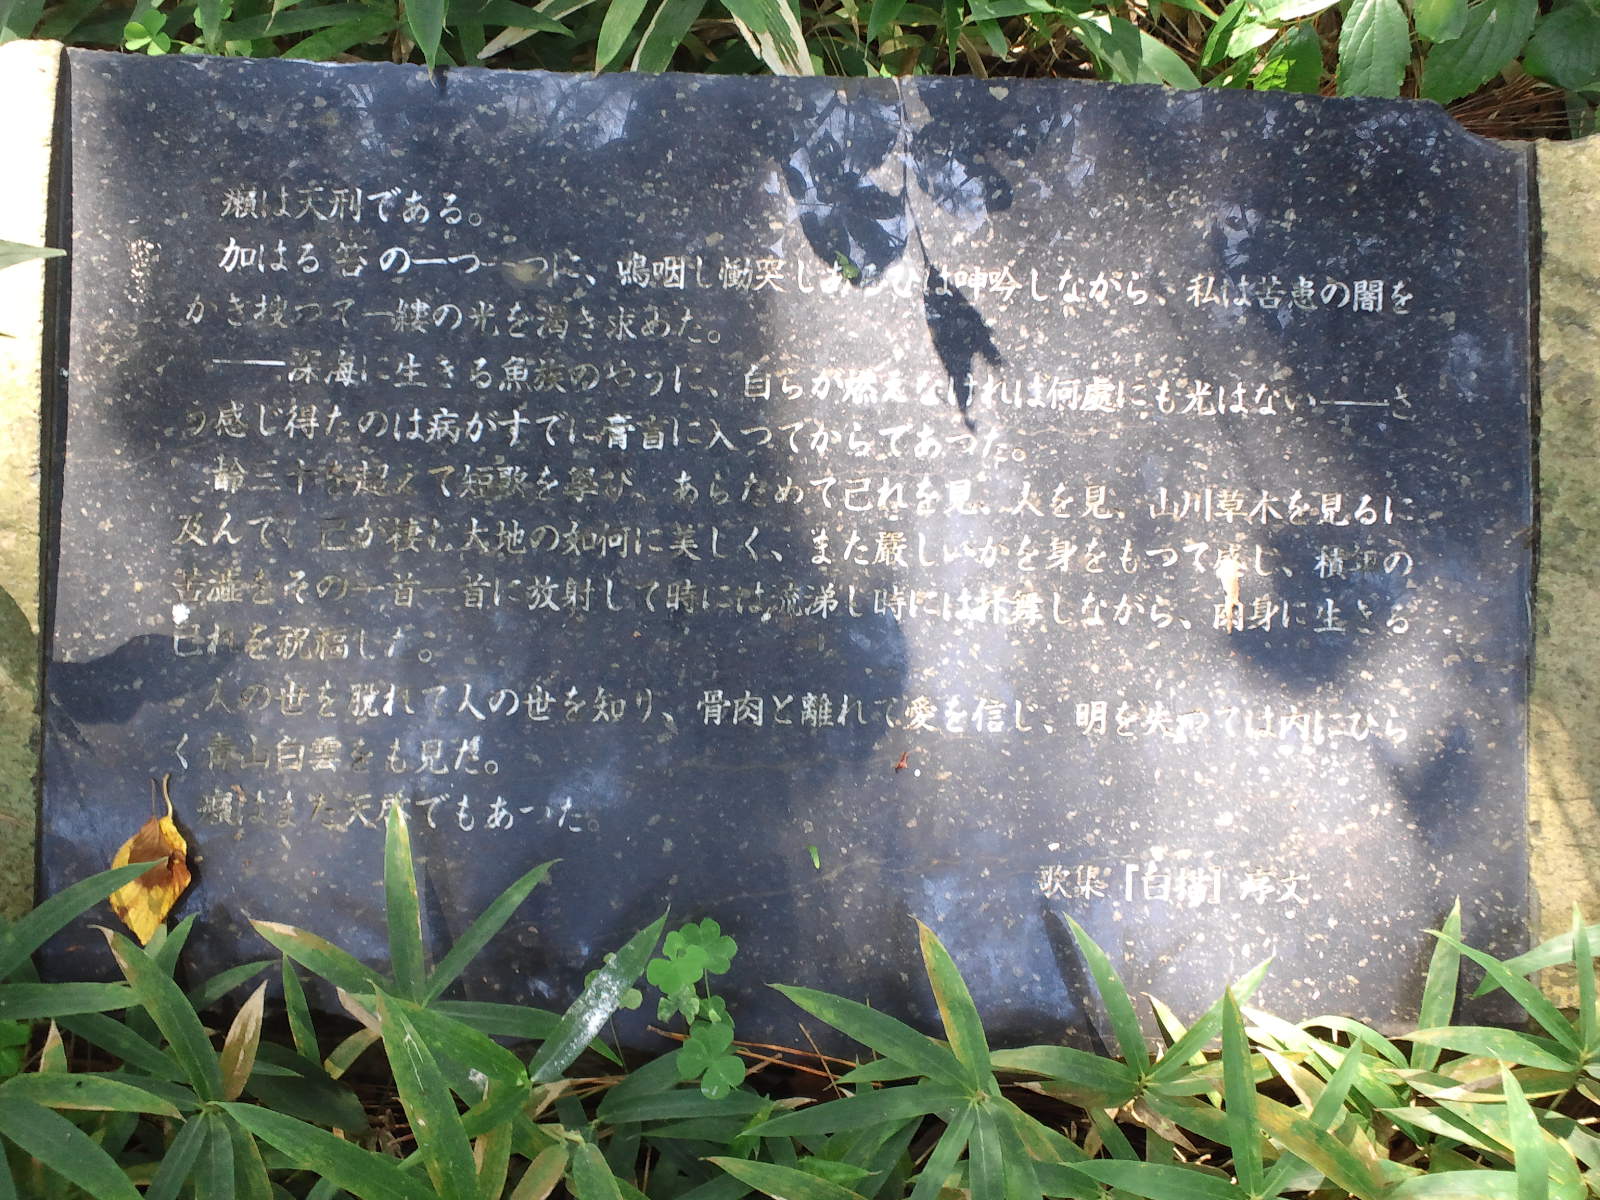 癩は天刑である。
加はる笞の一つ一つに、嗚咽し慟哭しあるひは呻吟しながら、私は苦患の闇を
かき捜つて一縷の光を渇き求めた。
――深海に生きる魚族のやうに、自らが燃えなければ何處にも光はない――さ
う感じ得たのは病がすでに膏盲に入つてからであつた。
齢三十を超えて短歌を學び、あらためて己れを見、人を見、山川草木を見るに
及んで、己が棲む大地の如何に美しく、また嚴しいかを身をもつて感じ、積年の
苦澁をその一首一首に放射して時には流涕し時には抃舞しながら、肉身に生きる
己れを祝福した。
人の世を脱れて人の世を知り、骨肉と離れて愛を信じ、明を失つては内にひら
く青山白雲をも見た。
癩はまた天啓でもあつた。
歌集「白描」序文